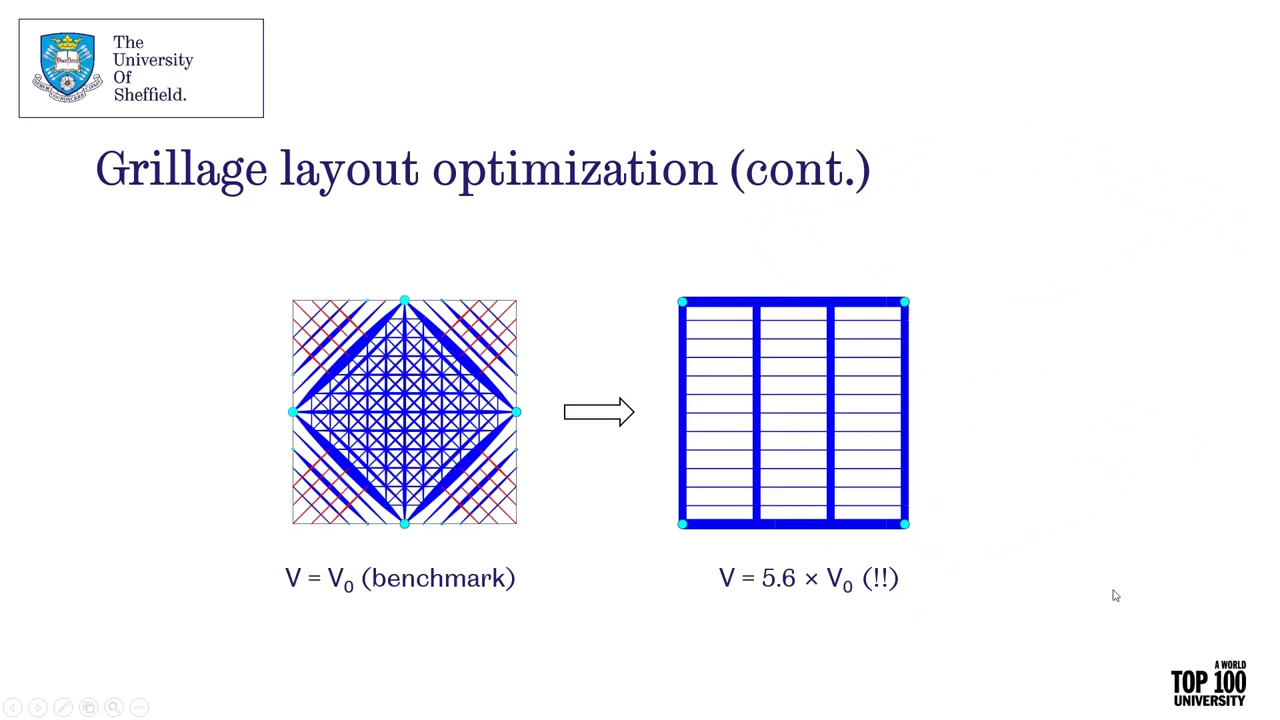 The
University
Of
Sheffield.
Grillage layout optimization (cont.)
V = V₀ (benchmark)
V = 5.6 × V₀ (!!)
A WORLD
TOP 100
UNIVERSITY